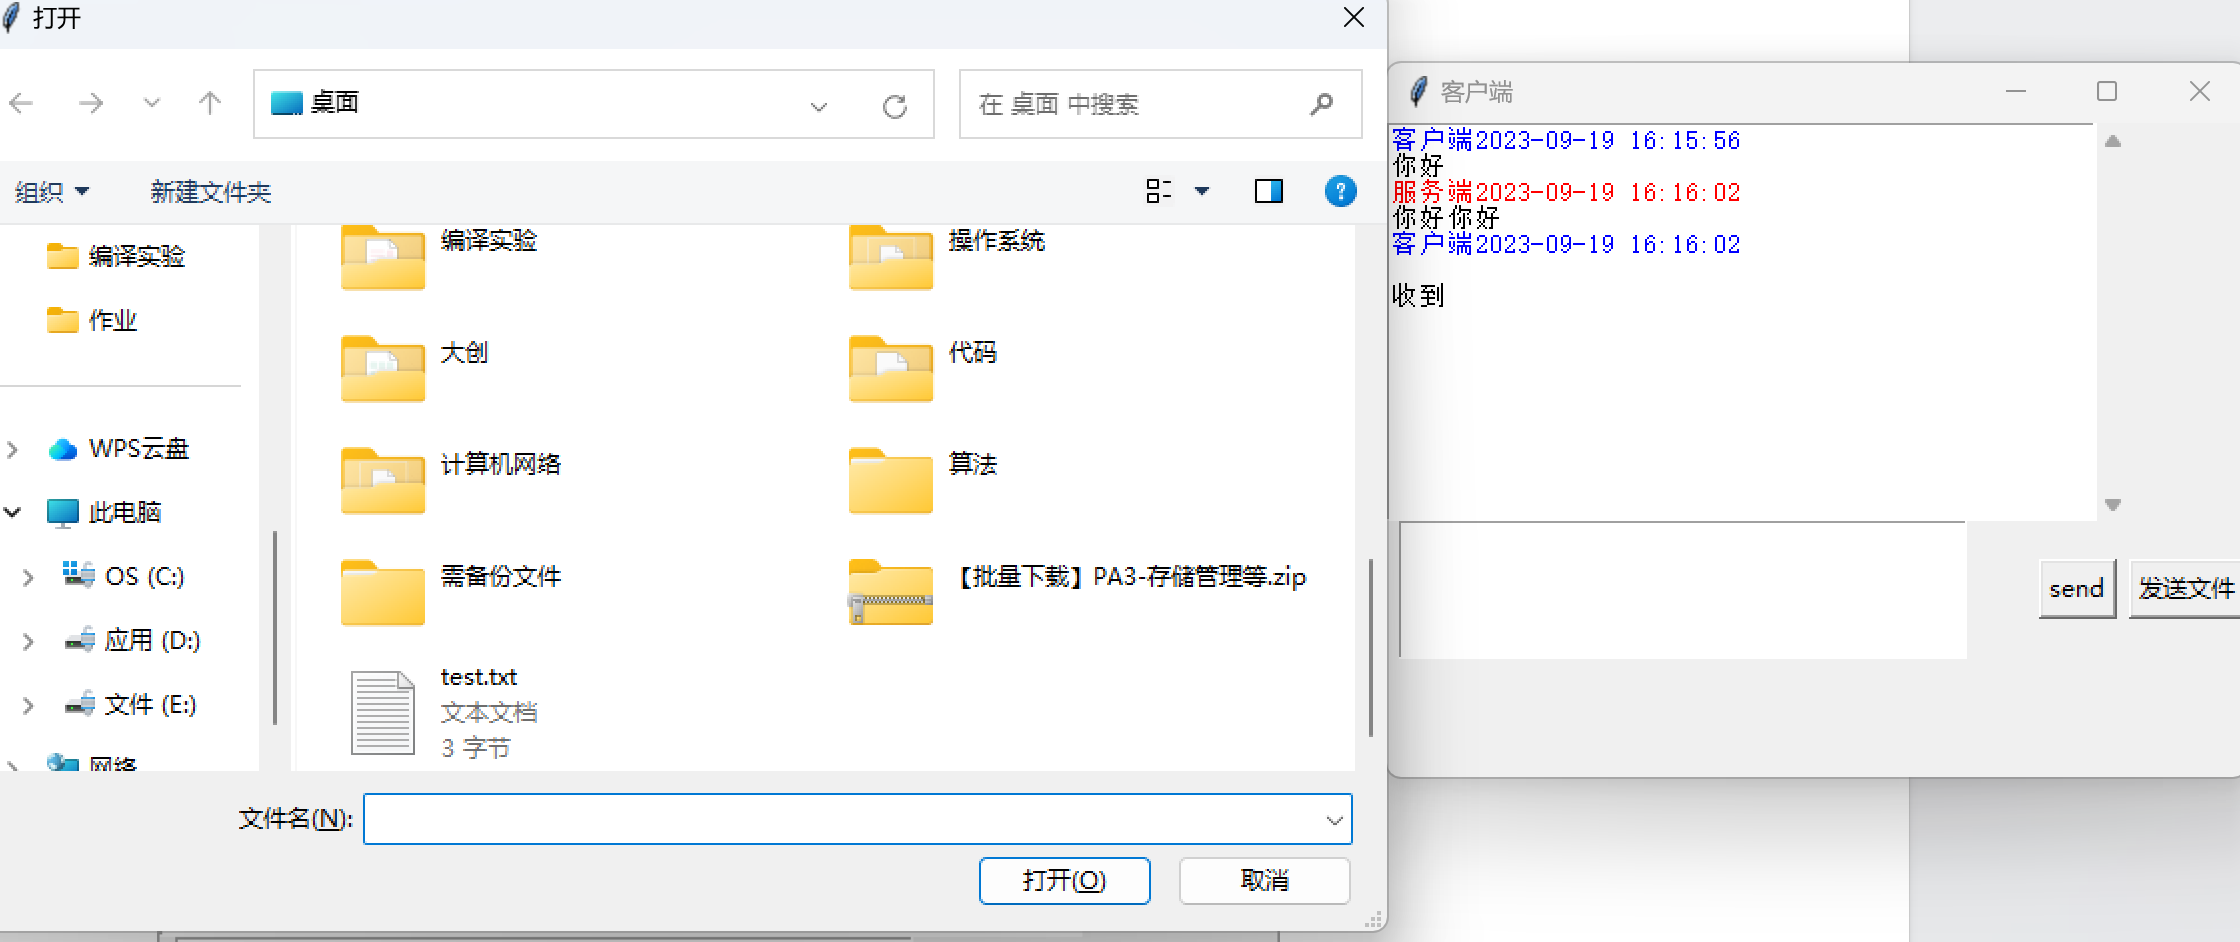 打开
桌面
在 桌面 中搜索
组织
新建文件夹
编译实验
作业
WPS云盘
此电脑
OS (C:)
应用 (D:)
文件 (E:)
网络
编译实验
操作系统
大创
代码
计算机网络
算法
需备份文件
【批量下载】PA3-存储管理等.zip
test.txt
文本文档
3 字节
文件名(N):
打开(O)
取消
客户端
客户端2023-09-19 16:15:56
你好
服务端2023-09-19 16:16:02
你好你好
客户端2023-09-19 16:16:02
收到
send
发送文件